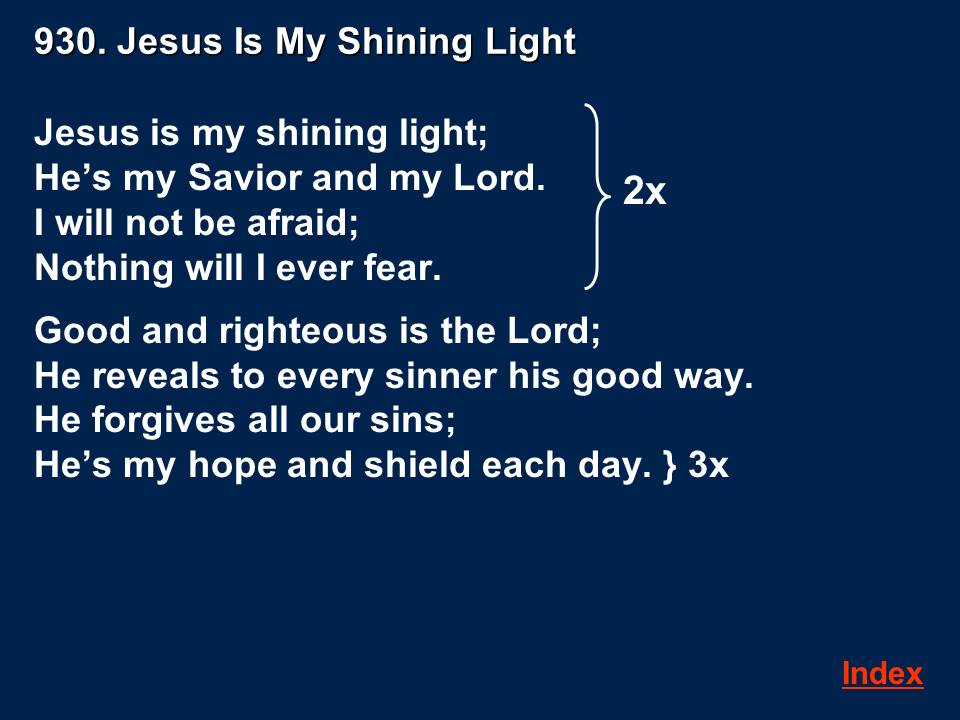 930. Jesus Is My Shining Light
Jesus is my shining light;
He’s my Savior and my Lord.
2x
I will not be afraid;
Nothing will I ever fear.
Good and righteous is the Lord;
He reveals to every sinner his good way.
He forgives all our sins;
He’s my hope and shield each day. } 3x
Index